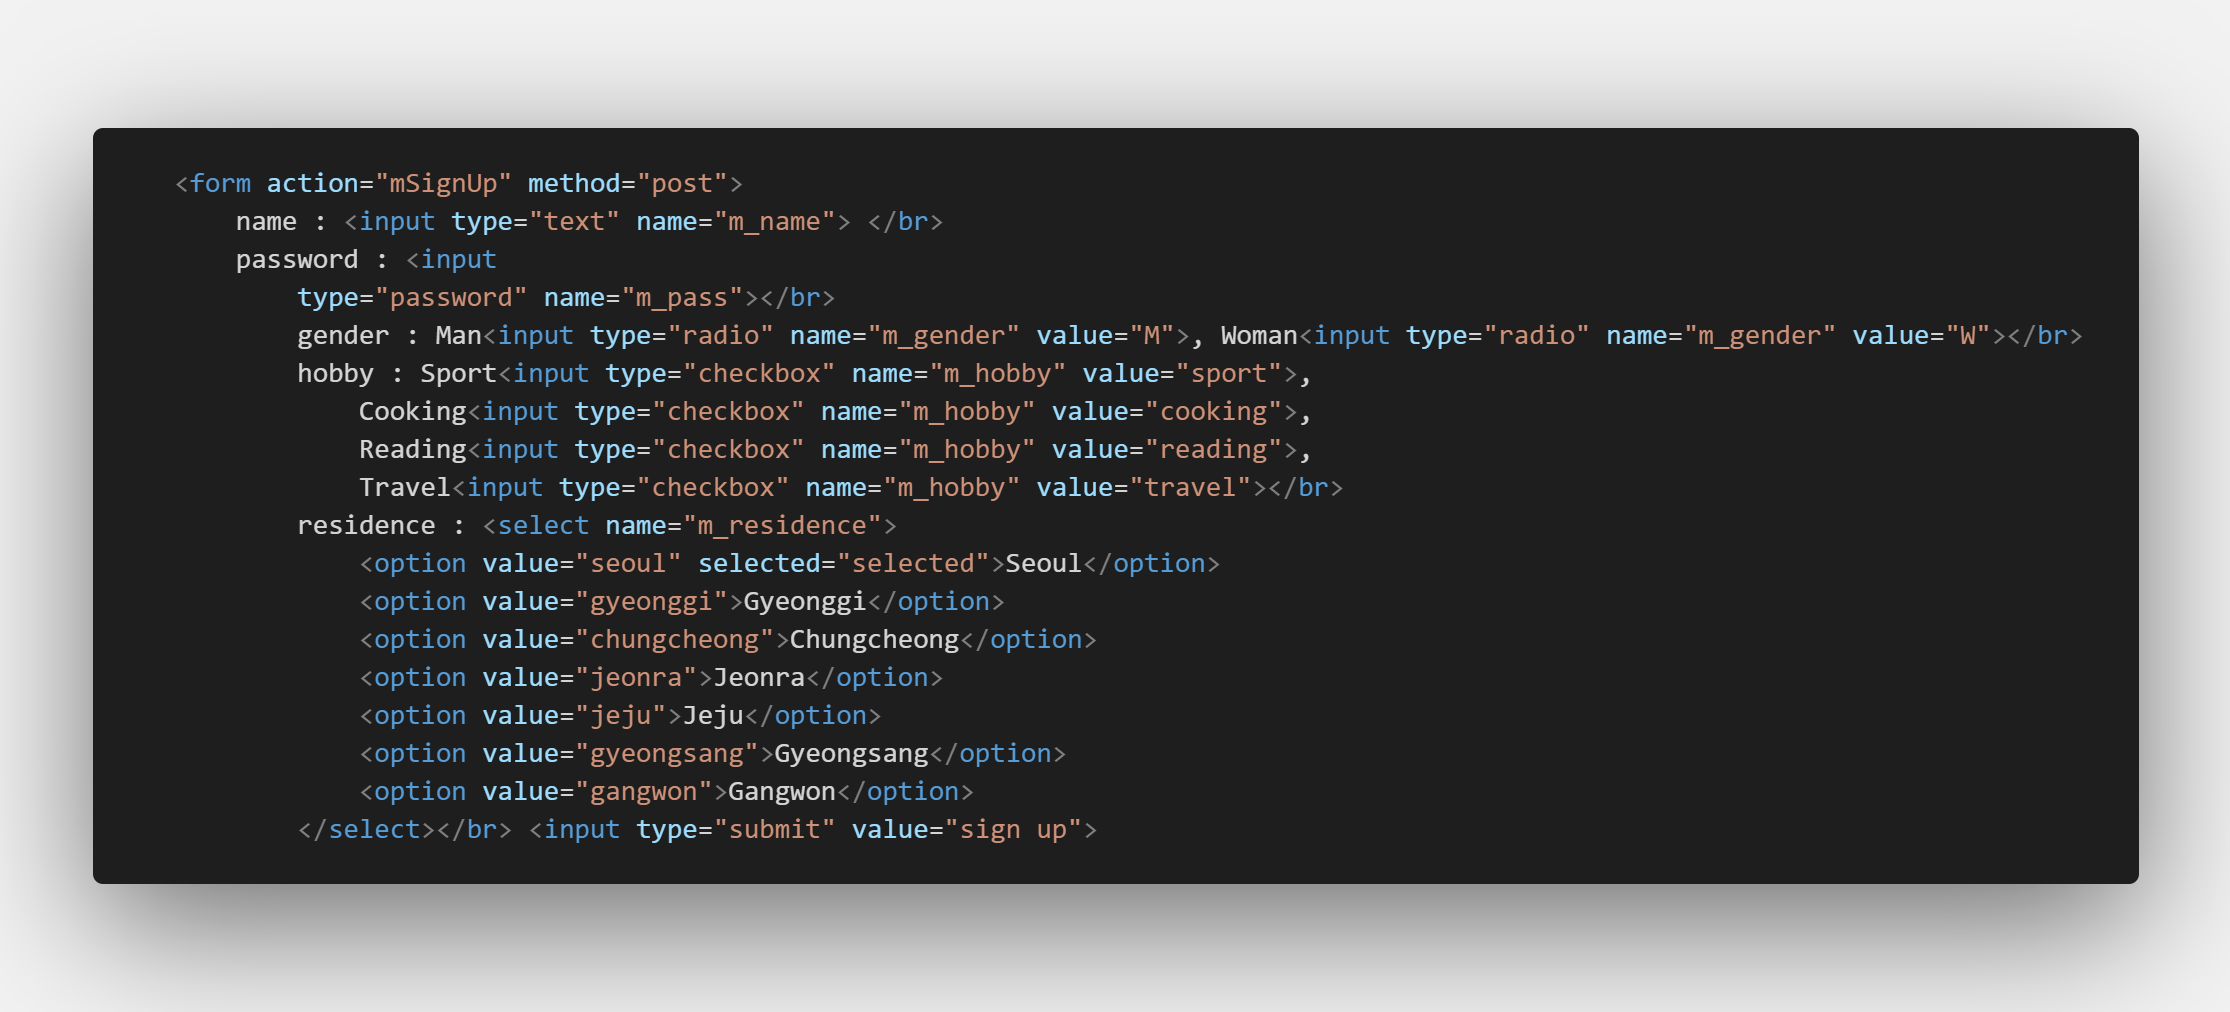 <form action="mSignUp" method="post">
name : <input type="text" name="m_name"> </br>
password : <input
type="password" name="m_pass"></br>
gender : Man<input type="radio" name="m_gender" value="M">, Woman<input type="radio" name="m_gender" value="W"></br>
hobby : Sport<input type="checkbox" name="m_hobby" value="sport">,
Cooking<input type="checkbox" name="m_hobby" value="cooking">,
Reading<input type="checkbox" name="m_hobby" value="reading">,
Travel<input type="checkbox" name="m_hobby" value="travel"></br>
residence : <select name="m_residence">
<option value="seoul" selected="selected">Seoul</option>
<option value="gyeonggi">Gyeonggi</option>
<option value="chungcheong">Chungcheong</option>
<option value="jeonra">Jeonra</option>
<option value="jeju">Jeju</option>
<option value="gyeongsang">Gyeongsang</option>
<option value="gangwon">Gangwon</option>
</select></br> <input type="submit" value="sign up">